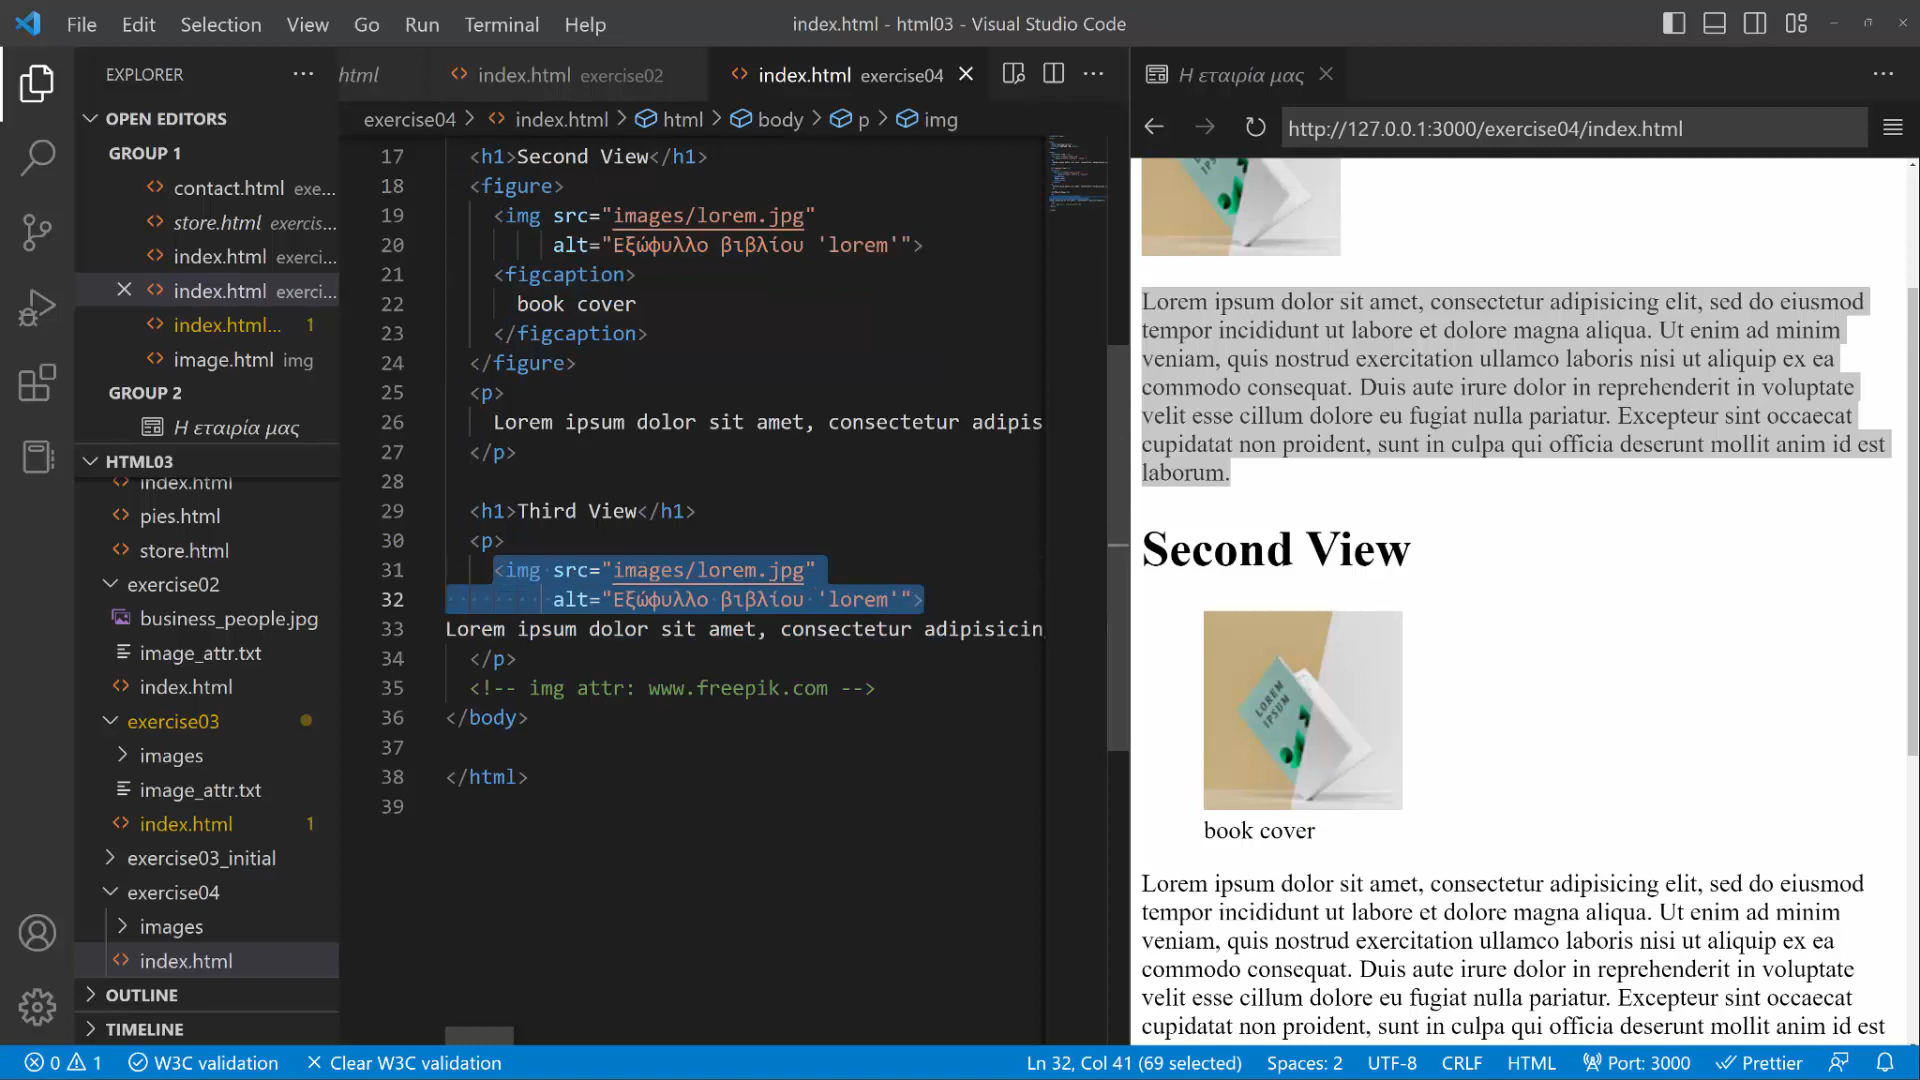 File Edit Selection View Go Run Terminal Help
index.html - html03 - Visual Studio Code
EXPLORER
OPEN EDITORS
GROUP 1
contact.html exe...
store.html exercis...
index.html exerci...
index.html exerci...
index.html... 1
image.html img
GROUP 2
Η εταιρία μας
HTML03
index.html
pies.html
store.html
exercise02
business_people.jpg
image_attr.txt
index.html
exercise03
images
image_attr.txt
index.html 1
exercise03_initial
exercise04
images
index.html
OUTLINE
TIMELINE
html index.html exercise02 index.html exercise04
exercise04 > index.html > html > body > p > img
17 <h1>Second View</h1>
18 <figure>
19 <img src="images/lorem.jpg"
20 alt="Εξώφυλλο βιβλίου 'lorem'">
21 <figcaption>
22 book cover
23 </figcaption>
24 </figure>
25 <p>
26 Lorem ipsum dolor sit amet, consectetur adipis
27 </p>
28
29 <h1>Third View</h1>
30 <p>
31 <img src="images/lorem.jpg"
32 alt="Εξώφυλλο βιβλίου 'lorem'">
33 Lorem ipsum dolor sit amet, consectetur adipisicin
34 </p>
35 <!-- img attr: www.freepik.com -->
36 </body>
37
38 </html>
39
Η εταιρία μας
http://127.0.0.1:3000/exercise04/index.html
Lorem ipsum dolor sit amet, consectetur adipisicing elit, sed do eiusmod
tempor incididunt ut labore et dolore magna aliqua. Ut enim ad minim
veniam, quis nostrud exercitation ullamco laboris nisi ut aliquip ex ea
commodo consequat. Duis aute irure dolor in reprehenderit in voluptate
velit esse cillum dolore eu fugiat nulla pariatur. Excepteur sint occaecat
cupidatat non proident, sunt in culpa qui officia deserunt mollit anim id est
laborum.
Second View
LOREM
IPSUM
book cover
Lorem ipsum dolor sit amet, consectetur adipisicing elit, sed do eiusmod
tempor incididunt ut labore et dolore magna aliqua. Ut enim ad minim
veniam, quis nostrud exercitation ullamco laboris nisi ut aliquip ex ea
commodo consequat. Duis aute irure dolor in reprehenderit in voluptate
velit esse cillum dolore eu fugiat nulla pariatur. Excepteur sint occaecat
cupidatat non proident, sunt in culpa qui officia deserunt mollit anim id est
0 1 W3C validation Clear W3C validation Ln 32, Col 41 (69 selected) Spaces: 2 UTF-8 CRLF HTML Port: 3000 Prettier